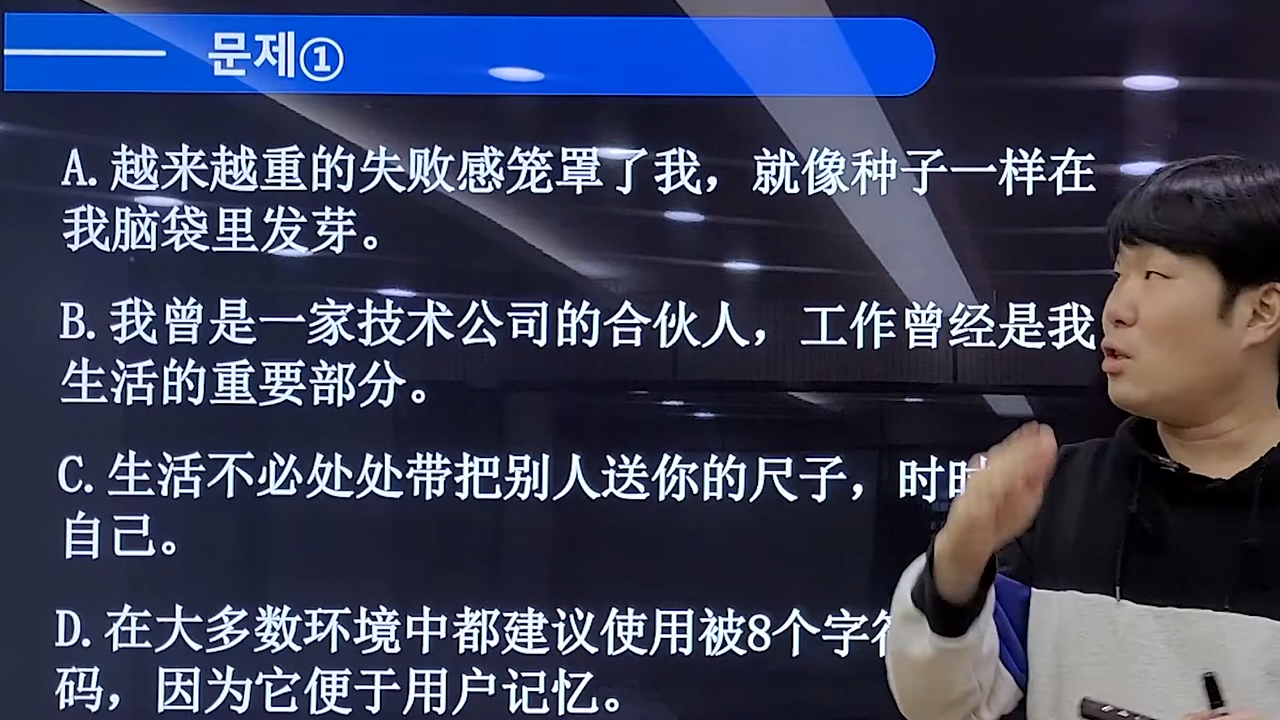 문제①
A. 越来越重的失败感笼罩了我，就像种子一样在
我脑袋里发芽。
B. 我曾是一家技术公司的合伙人，工作曾经是我
生活的重要部分。
C. 生活不必处处带把别人送你的尺子，时时
自己。
D. 在大多数环境中都建议使用被8个字符
码，因为它便于用户记忆。